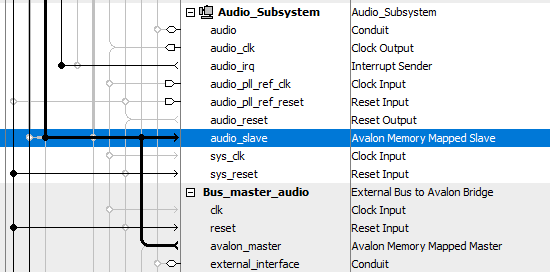 Audio_Subsystem Audio_Subsystem
audio Conduit
audio_clk Clock Output
audio_irq Interrupt Sender
audio_pll_ref_clk Clock Input
audio_pll_ref_reset Reset Input
audio_reset Reset Output
audio_slave Avalon Memory Mapped Slave
sys_clk Clock Input
sys_reset Reset Input
Bus_master_audio External Bus to Avalon Bridge
clk Clock Input
reset Reset Input
avalon_master Avalon Memory Mapped Master
external_interface Conduit